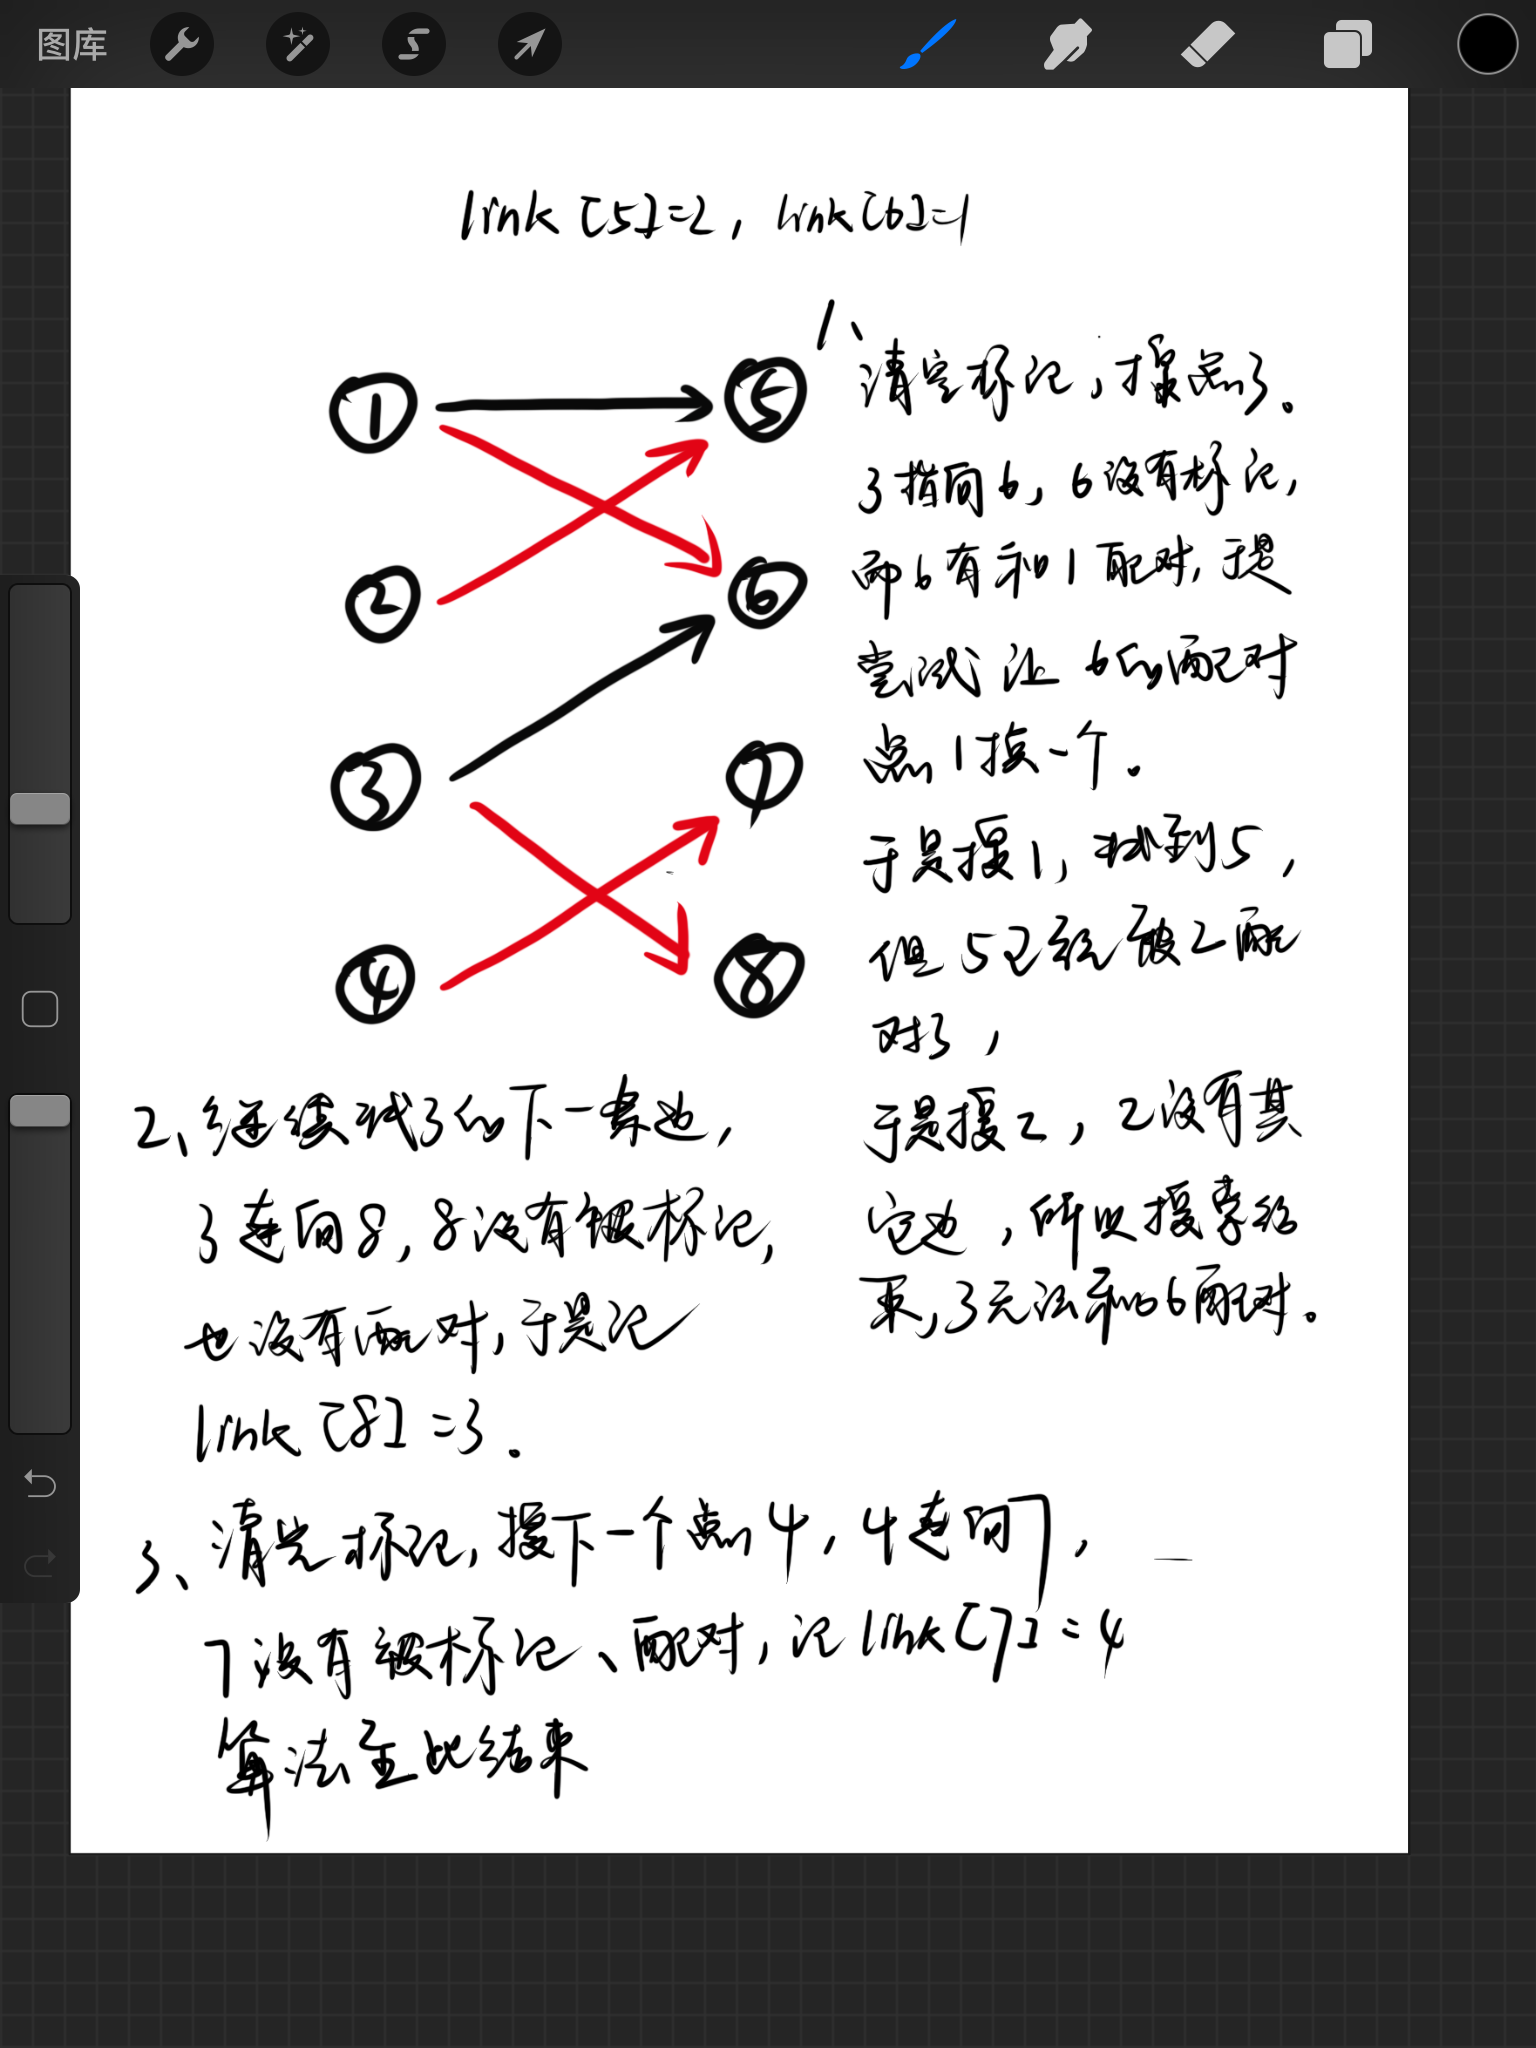 图库
link[5]=2, link[6]=1
1 5
2 6
3 7
4 8
1、
清空标记，搜点3。
3指向6，6没有标记，
而6有和1配对，于是
尝试让6的配对
点1换一个。
于是搜1，找到5，
但5已经被2配
对了，
于是搜2，2没有其
它边，所以搜索结
束，3无法和6配对。
2、继续找3的下一条边，
3连向8，8没有被标记，
也没有配对，于是记
link[8]=3.
3、清空标记，搜下一个点4，4连向7，
7没有被标记、配对，记link[7]=4
算法至此结束